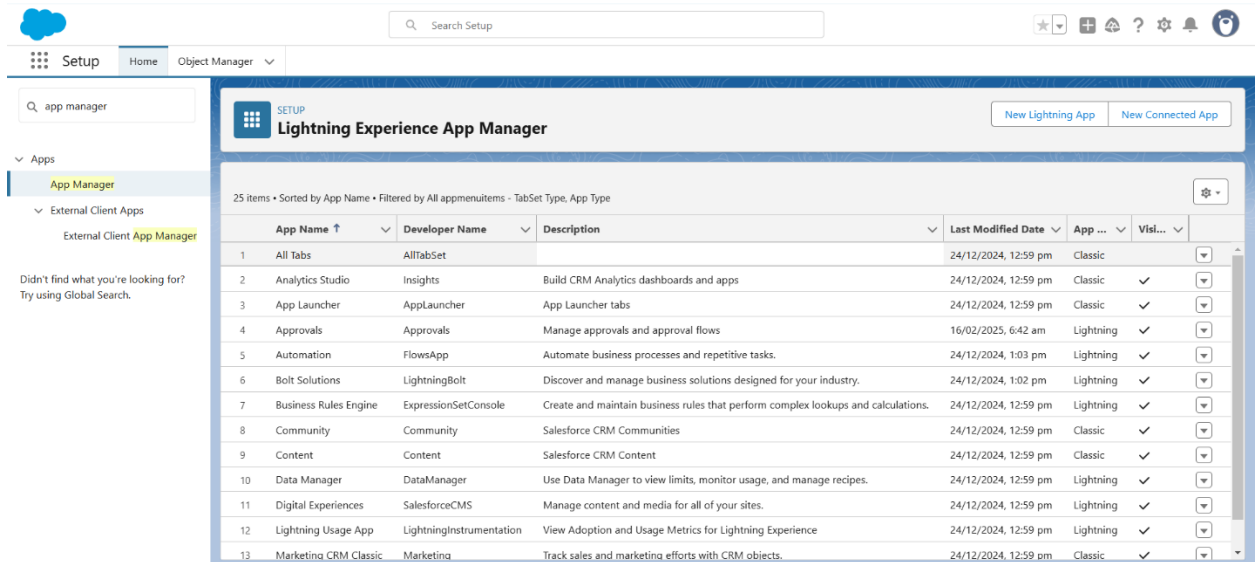 Search Setup
Setup Home Object Manager
app manager
Apps
App Manager
External Client Apps
External Client App Manager
Didn't find what you're looking for?
Try using Global Search.
SETUP
Lightning Experience App Manager
New Lightning App New Connected App
25 items • Sorted by App Name • Filtered by All appmenuitems - TabSet Type, App Type
App Name ↑ Developer Name Description Last Modified Date App ... Visi...
1 All Tabs AllTabSet 24/12/2024, 12:59 pm Classic
2 Analytics Studio Insights Build CRM Analytics dashboards and apps 24/12/2024, 12:59 pm Classic ✓
3 App Launcher AppLauncher App Launcher tabs 24/12/2024, 12:59 pm Classic ✓
4 Approvals Approvals Manage approvals and approval flows 16/02/2025, 6:42 am Lightning ✓
5 Automation FlowsApp Automate business processes and repetitive tasks. 24/12/2024, 1:03 pm Lightning ✓
6 Bolt Solutions LightningBolt Discover and manage business solutions designed for your industry. 24/12/2024, 1:02 pm Lightning ✓
7 Business Rules Engine ExpressionSetConsole Create and maintain business rules that perform complex lookups and calculations. 24/12/2024, 12:59 pm Lightning ✓
8 Community Community Salesforce CRM Communities 24/12/2024, 12:59 pm Classic ✓
9 Content Content Salesforce CRM Content 24/12/2024, 12:59 pm Classic ✓
10 Data Manager DataManager Use Data Manager to view limits, monitor usage, and manage recipes. 24/12/2024, 12:59 pm Lightning ✓
11 Digital Experiences SalesforceCMS Manage content and media for all of your sites. 24/12/2024, 12:59 pm Lightning ✓
12 Lightning Usage App LightningInstrumentation View Adoption and Usage Metrics for Lightning Experience 24/12/2024, 12:59 pm Lightning ✓
13 Marketing CRM Classic Marketing Track sales and marketing efforts with CRM objects. 24/12/2024, 12:59 pm Classic ✓